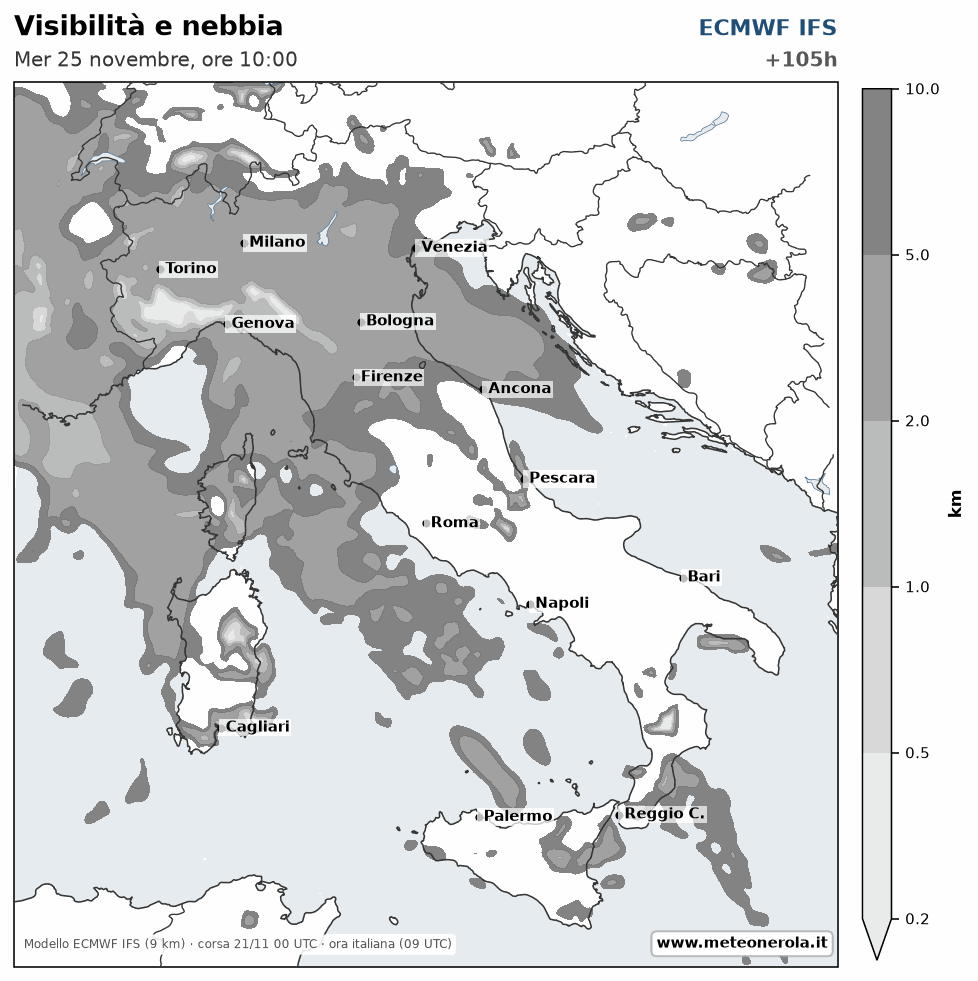 Visibilità e nebbia
ECMWF IFS
Mer 25 novembre, ore 10:00
+105h
10.0
5.0
2.0
1.0
0.5
0.2
km
Milano
Venezia
Torino
Genova
Bologna
Firenze
Ancona
Pescara
Roma
Bari
Napoli
Cagliari
Palermo
Reggio C.
Modello ECMWF IFS (9 km) · corsa 21/11 00 UTC · ora italiana (09 UTC)
www.meteonerola.it